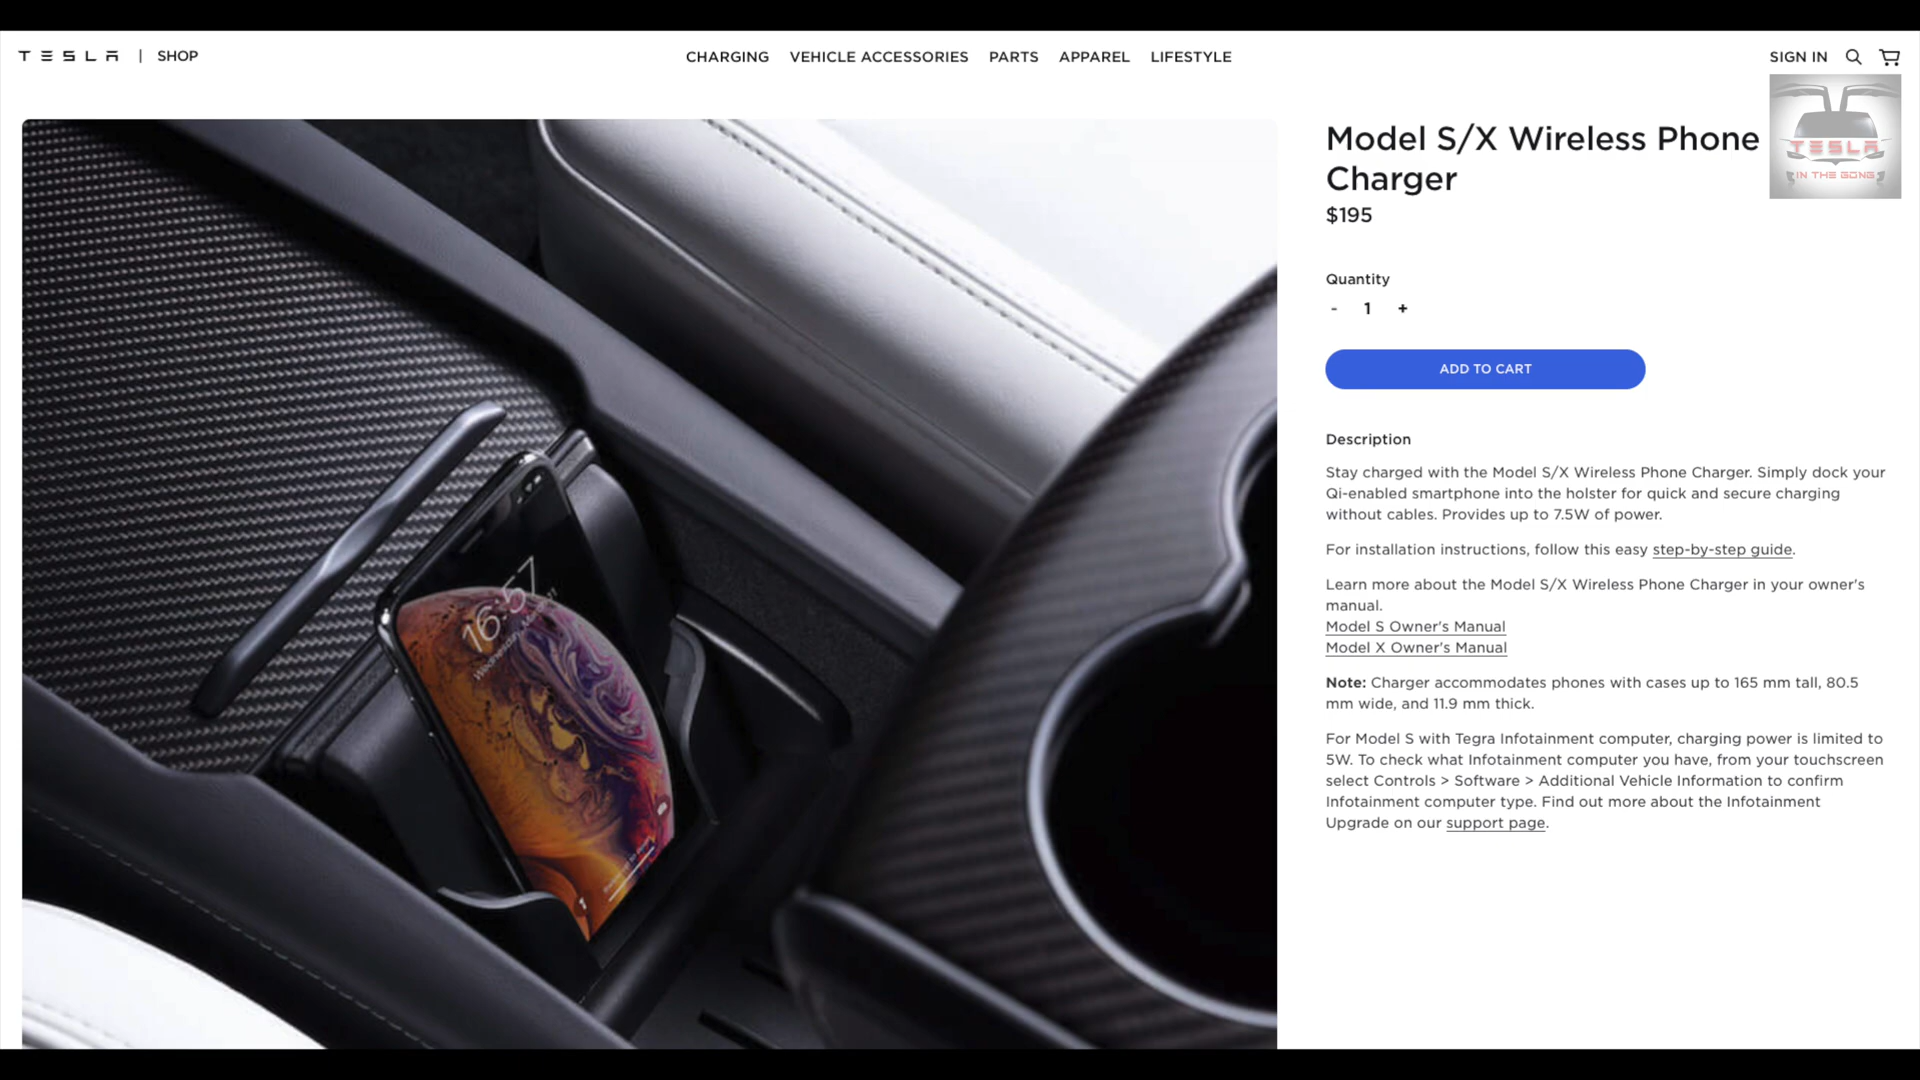 TESLA | SHOP
CHARGING VEHICLE ACCESSORIES PARTS APPAREL LIFESTYLE
SIGN IN
TESLA
IN THE GONG
Model S/X Wireless Phone
Charger
$195
Quantity
- 1 +
ADD TO CART
Description
Stay charged with the Model S/X Wireless Phone Charger. Simply dock your
Qi-enabled smartphone into the holster for quick and secure charging
without cables. Provides up to 7.5W of power.
For installation instructions, follow this easy step-by-step guide.
Learn more about the Model S/X Wireless Phone Charger in your owner's
manual.
Model S Owner's Manual
Model X Owner's Manual
Note: Charger accommodates phones with cases up to 165 mm tall, 80.5
mm wide, and 11.9 mm thick.
For Model S with Tegra Infotainment computer, charging power is limited to
5W. To check what Infotainment computer you have, from your touchscreen
select Controls > Software > Additional Vehicle Information to confirm
Infotainment computer type. Find out more about the Infotainment
Upgrade on our support page.
16:57
Wednesday,